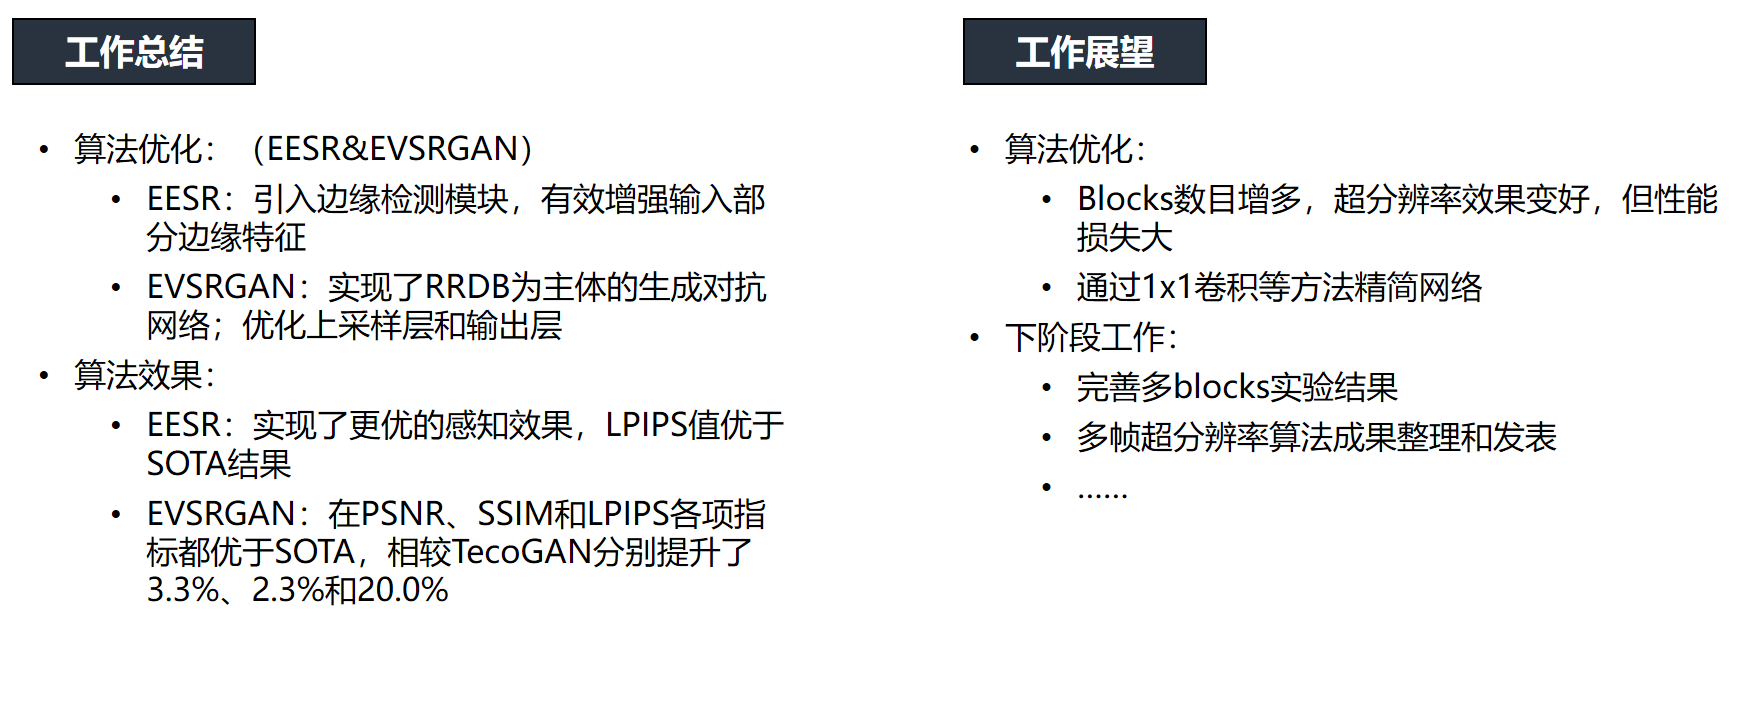 工作总结
• 算法优化：（EESR&EVSRGAN）
• EESR：引入边缘检测模块，有效增强输入部
分边缘特征
• EVSRGAN：实现了RRDB为主体的生成对抗
网络；优化上采样层和输出层
• 算法效果：
• EESR：实现了更优的感知效果，LPIPS值优于
SOTA结果
• EVSRGAN：在PSNR、SSIM和LPIPS各项指
标都优于SOTA，相较TecoGAN分别提升了
3.3%、2.3%和20.0%
工作展望
• 算法优化：
• Blocks数目增多，超分辨率效果变好，但性能
损失大
• 通过1x1卷积等方法精简网络
• 下阶段工作：
• 完善多blocks实验结果
• 多帧超分辨率算法成果整理和发表
• ……